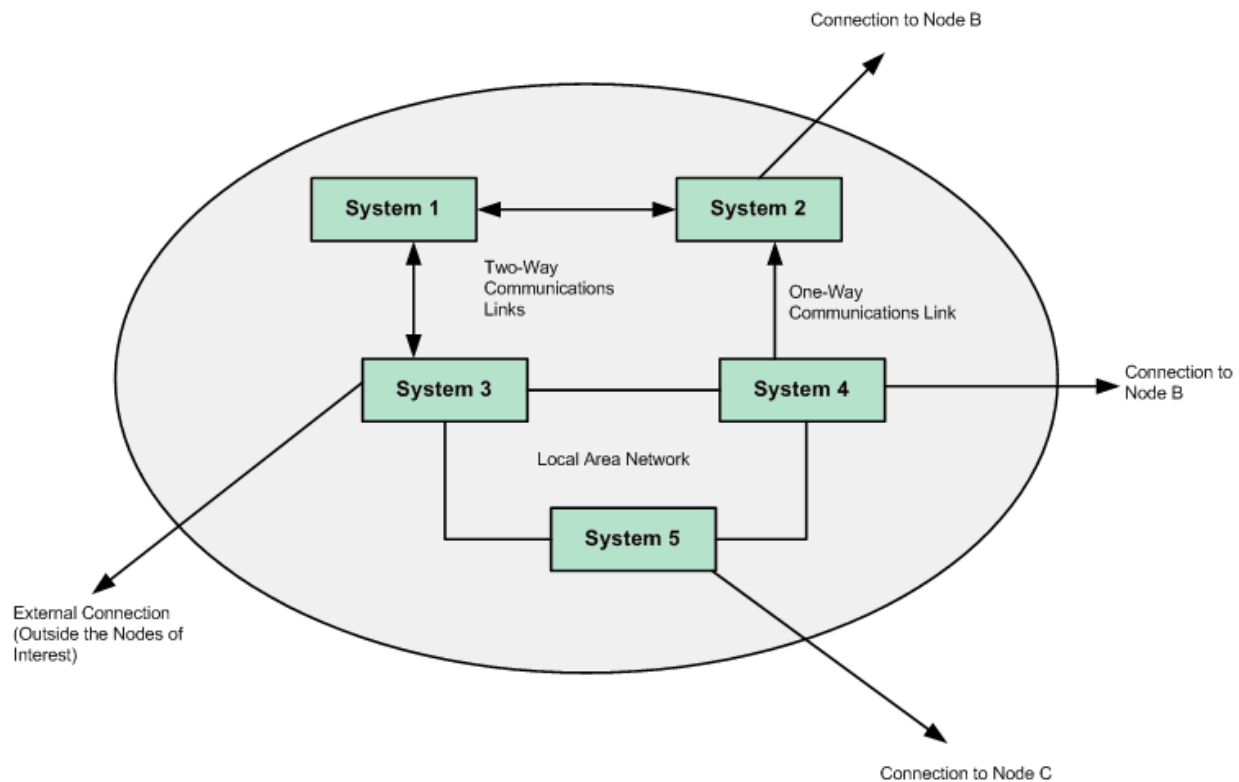 Connection to Node B
System 1
System 2
Two-Way
Communications
Links
One-Way
Communications Link
System 3
System 4
Connection to
Node B
Local Area Network
System 5
External Connection
(Outside the Nodes of
Interest)
Connection to Node C